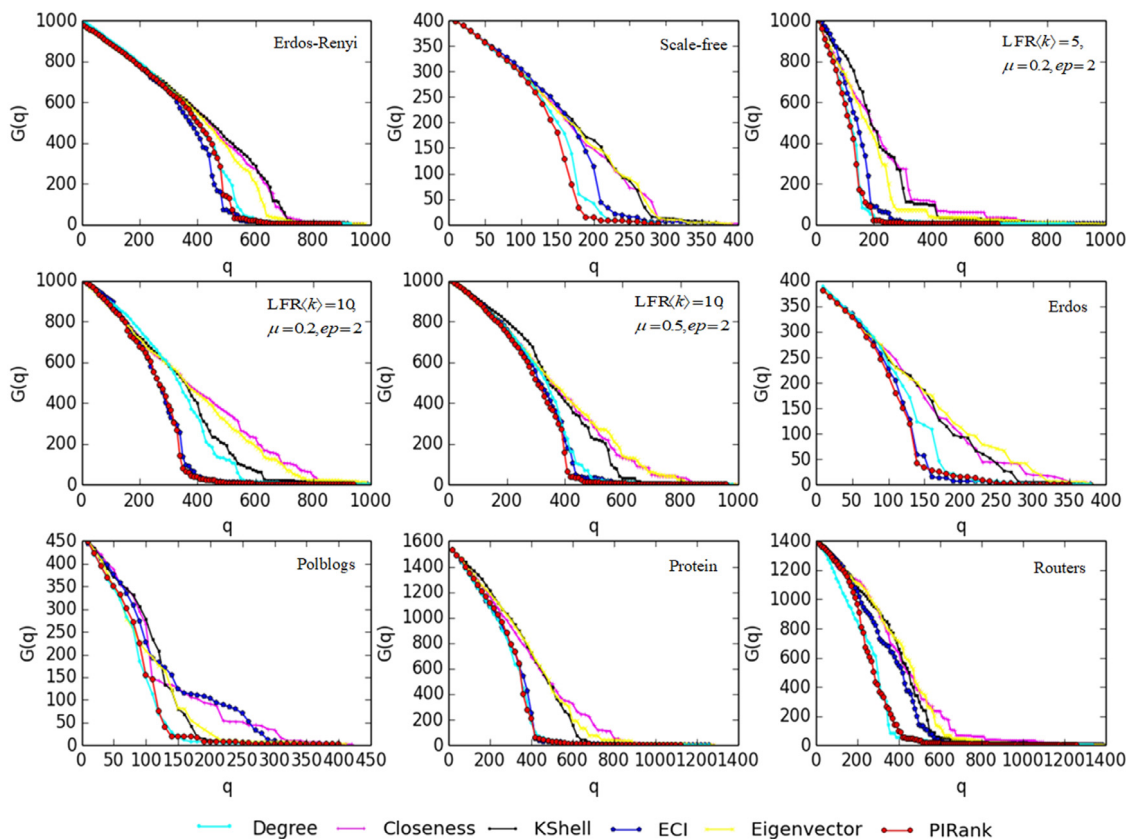 1000
800
600
400
200
0
G(q)
Erdos-Renyi
0 200 400 600 800 1000
q
400
350
300
250
200
150
100
50
0
G(q)
Scale-free
0 50 100 150 200 250 300 350 400
q
1000
800
600
400
200
0
G(q)
LFR⟨k⟩=5,
μ=0.2,ep=2
0 200 400 600 800 1000
q
1000
800
600
400
200
0
G(q)
LFR⟨k⟩=10,
μ=0.2,ep=2
0 200 400 600 800 1000
q
1000
800
600
400
200
0
G(q)
LFR⟨k⟩=10,
μ=0.5,ep=2
0 200 400 600 800 1000
q
400
350
300
250
200
150
100
50
0
G(q)
Erdos
0 50 100 150 200 250 300 350 400
q
450
400
350
300
250
200
150
100
50
0
G(q)
Polblogs
0 50 100 150 200 250 300 350 400 450
q
1600
1400
1200
1000
800
600
400
200
0
G(q)
Protein
0 200 400 600 800 1000 1200 1400
q
1400
1200
1000
800
600
400
200
0
G(q)
Routers
0 200 400 600 800 1000 1200 1400
q
Degree Closeness KShell ECI Eigenvector PIRank